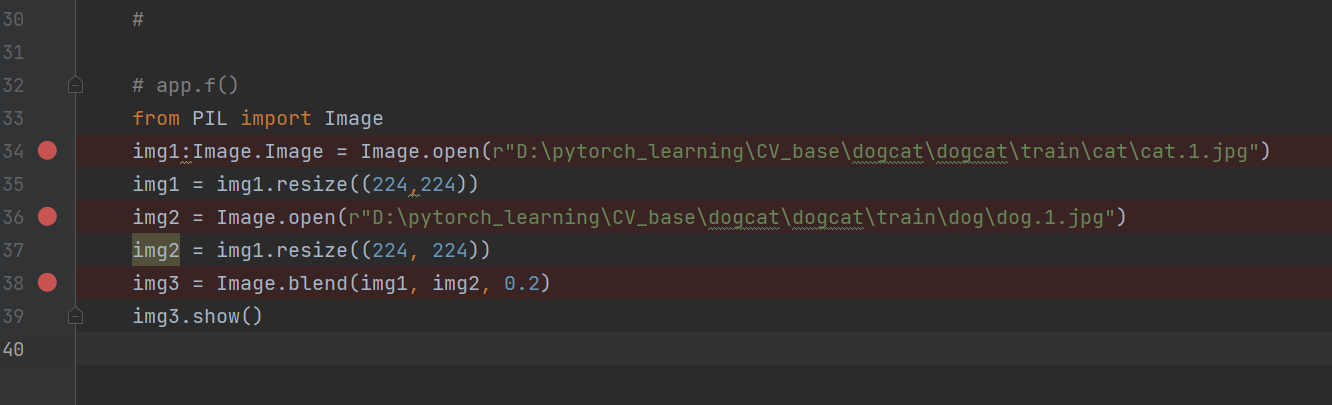 30 #
31
32 # app.f()
33 from PIL import Image
34 img1:Image.Image = Image.open(r"D:\pytorch_learning\CV_base\dogcat\dogcat\train\cat\cat.1.jpg")
35 img1 = img1.resize((224,224))
36 img2 = Image.open(r"D:\pytorch_learning\CV_base\dogcat\dogcat\train\dog\dog.1.jpg")
37 img2 = img1.resize((224, 224))
38 img3 = Image.blend(img1, img2, 0.2)
39 img3.show()
40